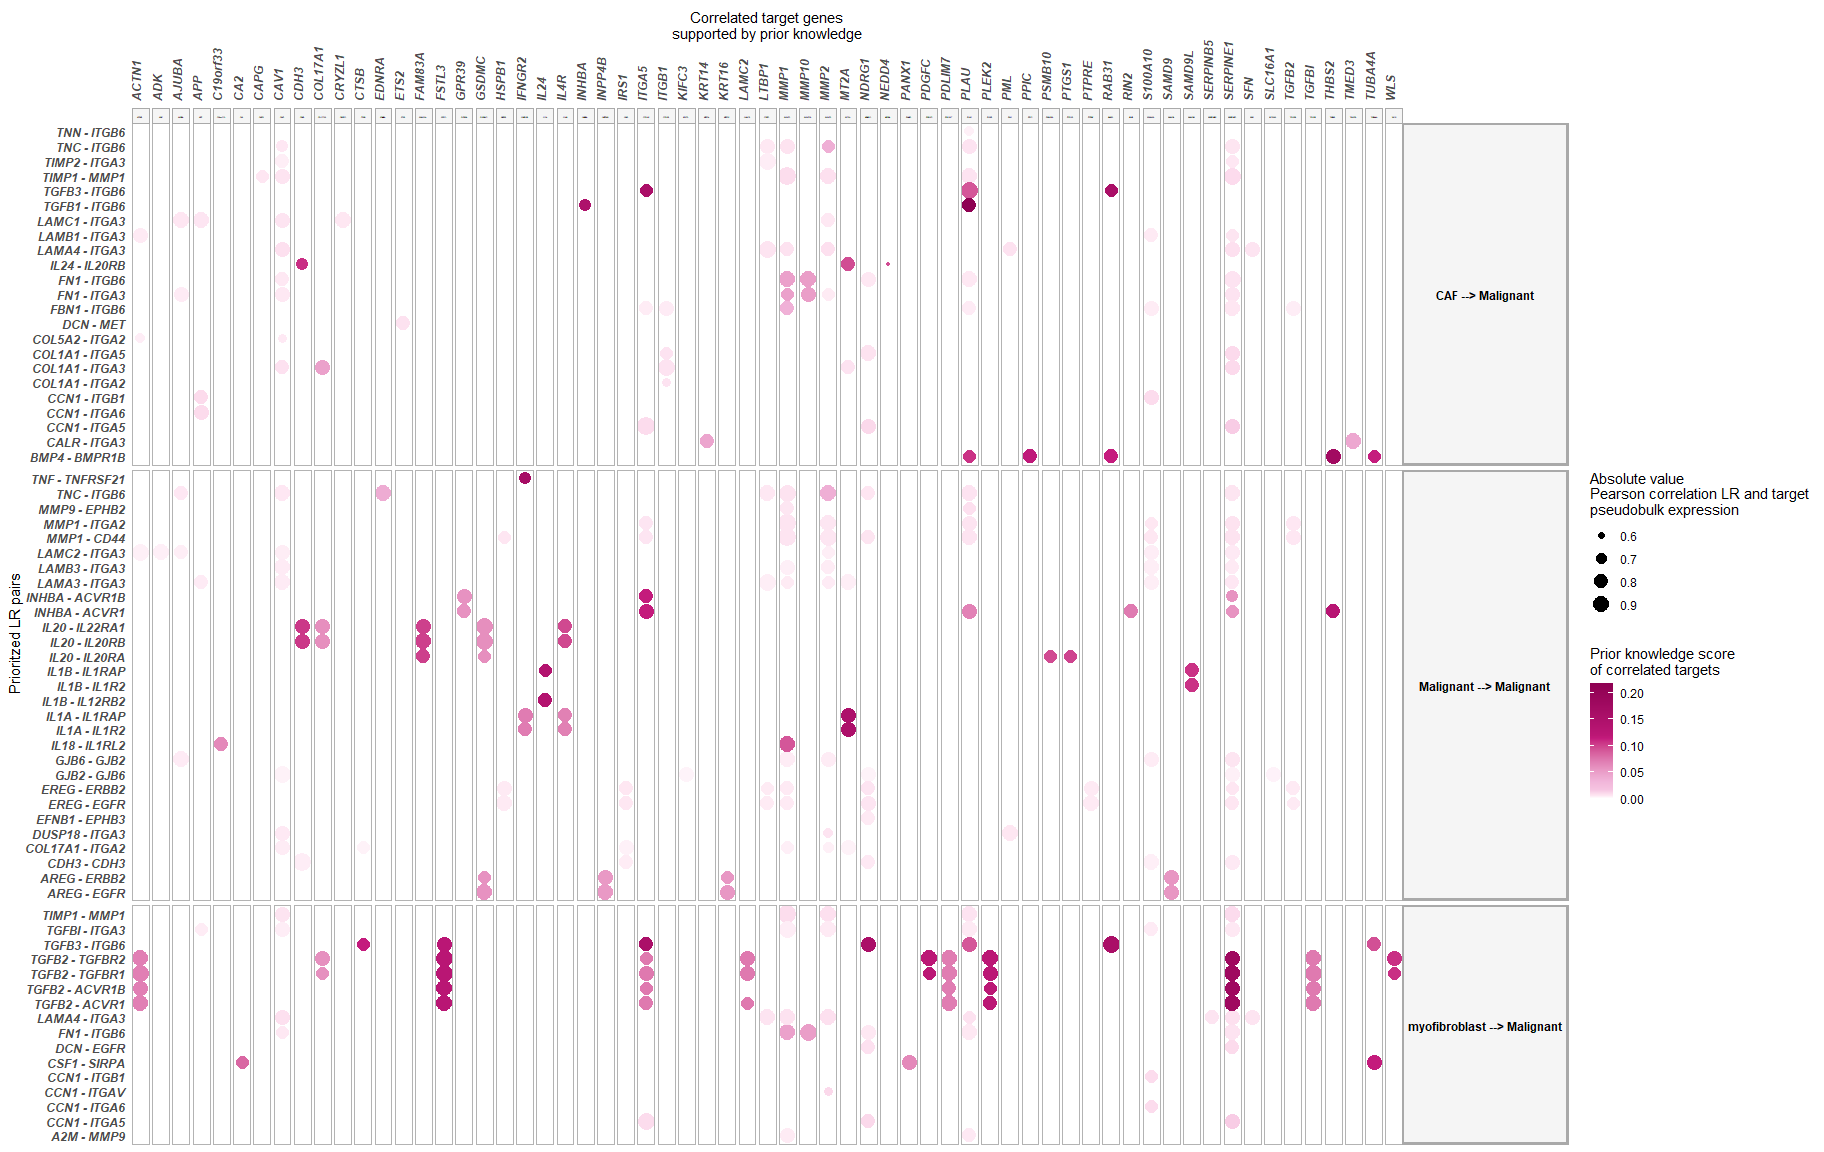 Correlated target genes
supported by prior knowledge
ACTN1
ADK
AJUBA
APP
C19orf33
CA2
CAPG
CAV1
CDH3
COL17A1
CRYZL1
CTSB
EDNRA
ETS2
FAM83A
FSTL3
GPR39
GSDMC
HSPB1
IFNGR2
IL24
IL4R
INHBA
INPP4B
IRS1
ITGA5
ITGB1
KIFC3
KRT14
KRT16
LAMC2
LTBP1
MMP1
MMP10
MMP2
MT2A
NDRG1
NEDD4
PANX1
PDGFC
PDLIM7
PLAU
PLEK2
PML
PPIC
PSMB10
PTGS1
PTPRE
RAB31
RIN2
S100A10
SAMD9
SAMD9L
SERPINB5
SERPINE1
SFN
SLC16A1
TGFB2
TGFBI
THBS2
TMED3
TUBA4A
WLS
Prioritzed LR pairs
TNN - ITGB6
TNC - ITGB6
TIMP2 - ITGA3
TIMP1 - MMP1
TGFB3 - ITGB6
TGFB1 - ITGB6
LAMC1 - ITGA3
LAMB1 - ITGA3
LAMA4 - ITGA3
IL24 - IL20RB
FN1 - ITGB6
FN1 - ITGA3
FBN1 - ITGB6
DCN - MET
COL5A2 - ITGA2
COL1A1 - ITGA5
COL1A1 - ITGA3
COL1A1 - ITGA2
CCN1 - ITGB1
CCN1 - ITGA6
CCN1 - ITGA5
CALR - ITGA3
BMP4 - BMPR1B
CAF --> Malignant
TNF - TNFRSF21
TNC - ITGB6
MMP9 - EPHB2
MMP1 - ITGA2
MMP1 - CD44
LAMC2 - ITGA3
LAMB3 - ITGA3
LAMA3 - ITGA3
INHBA - ACVR1B
INHBA - ACVR1
IL20 - IL22RA1
IL20 - IL20RB
IL20 - IL20RA
IL1B - IL1RAP
IL1B - IL1R2
IL1B - IL12RB2
IL1A - IL1RAP
IL1A - IL1R2
IL18 - IL1RL2
GJB6 - GJB2
GJB2 - GJB6
EREG - ERBB2
EREG - EGFR
EFNB1 - EPHB3
DUSP18 - ITGA3
COL17A1 - ITGA2
CDH3 - CDH3
AREG - ERBB2
AREG - EGFR
Malignant --> Malignant
TIMP1 - MMP1
TGFBI - ITGA3
TGFB3 - ITGB6
TGFB2 - TGFBR2
TGFB2 - TGFBR1
TGFB2 - ACVR1B
TGFB2 - ACVR1
LAMA4 - ITGA3
FN1 - ITGB6
DCN - EGFR
CSF1 - SIRPA
CCN1 - ITGB1
CCN1 - ITGAV
CCN1 - ITGA6
CCN1 - ITGA5
A2M - MMP9
myofibroblast --> Malignant
Absolute value
Pearson correlation LR and target
pseudobulk expression
0.6
0.7
0.8
0.9
Prior knowledge score
of correlated targets
0.20
0.15
0.10
0.05
0.00